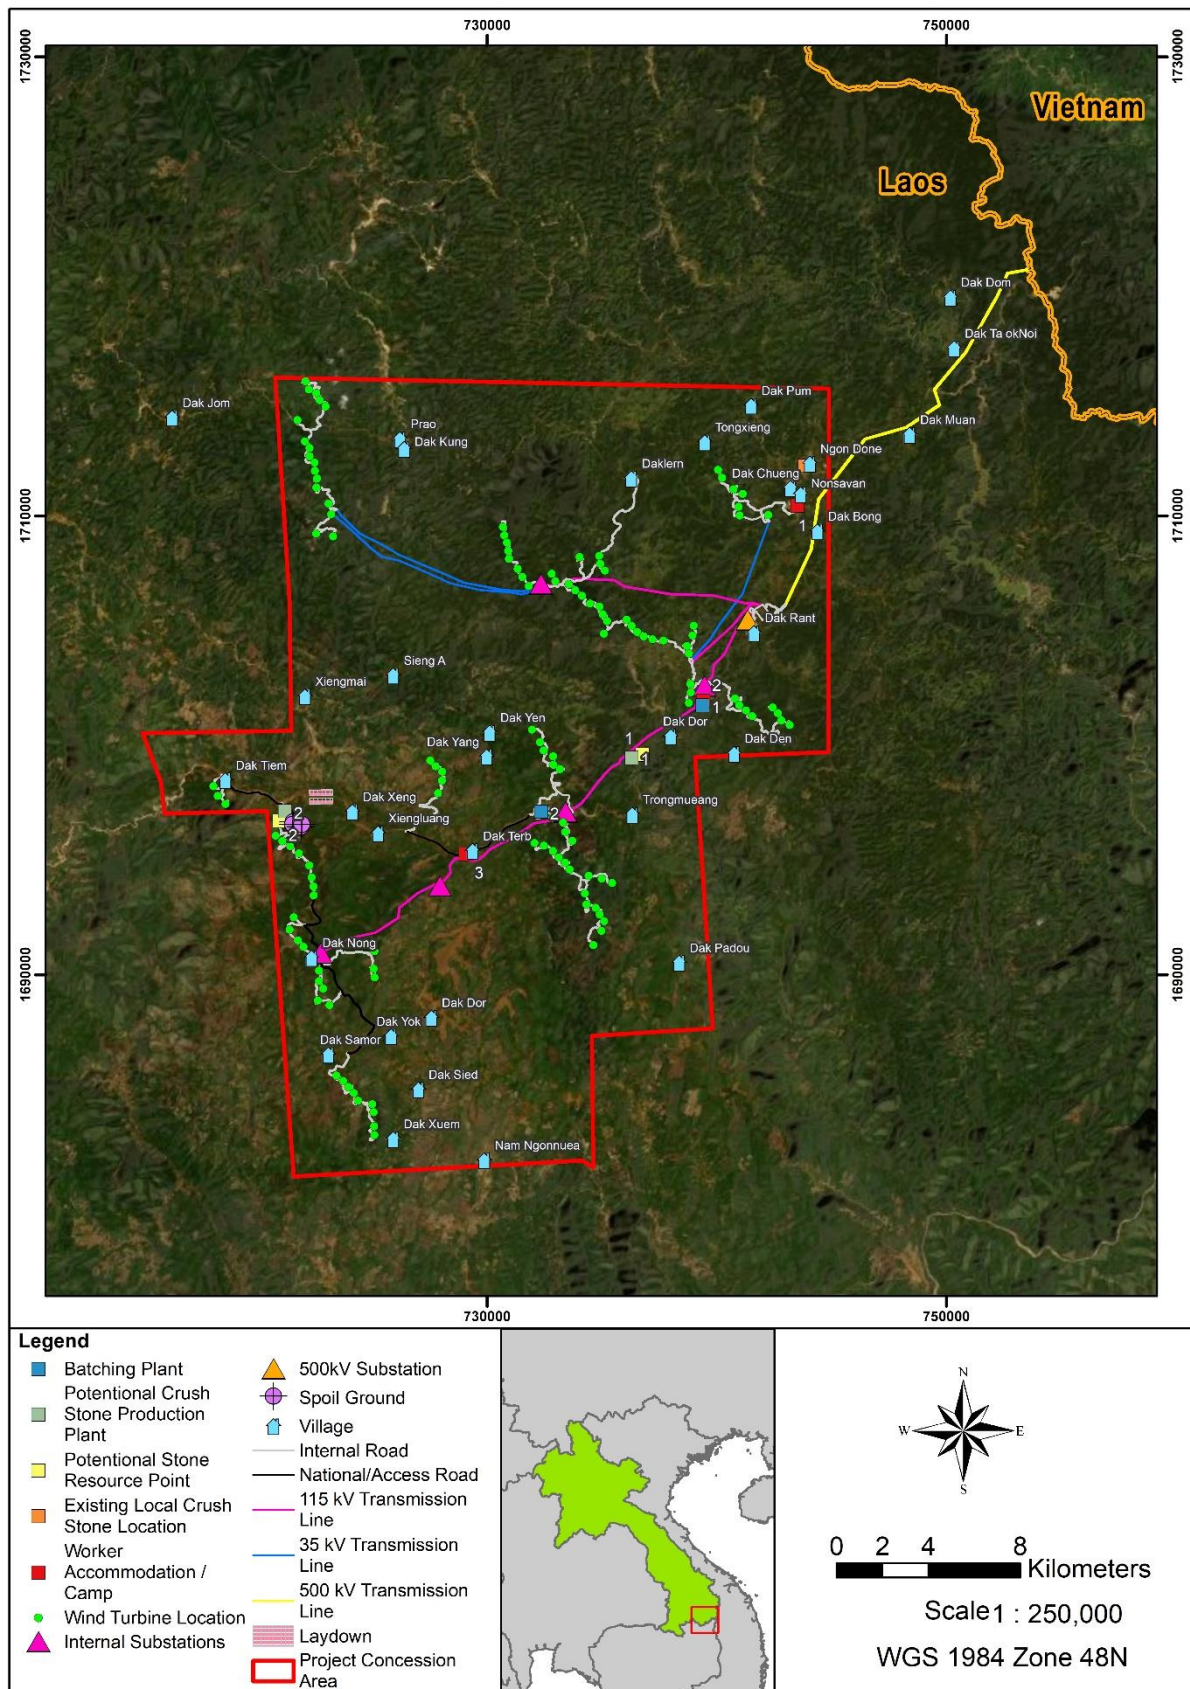 730000
750000
1730000
1730000
Vietnam
Laos
Dak Dom
Dak Ta okNoi
Dak Jom
Dak Pum
Prao
Dak Kung
Tongxieng
Dak Muan
Daklern
Ngon Done
Dak Chueng
Nonsavan
1710000
1710000
1
Dak Bong
Dak Rant
Sieng A
Xiengmai
2
1
Dak Yen
Dak Dor
Dak Yang
1
1
Dak Den
Dak Tiem
Dak Xeng
2
2
Trongmueang
Xiengluang
2
Dak Terb
3
Dak Nong
Dak Padou
1690000
1690000
Dak Dor
Dak Yok
Dak Samor
Dak Sied
Dak Xuem
Nam Ngonnuea
730000
750000
Legend
Batching Plant
Potentional Crush
Stone Production
Plant
Potentional Stone
Resource Point
Existing Local Crush
Stone Location
Worker
Accommodation /
Camp
Wind Turbine Location
Internal Substations
500kV Substation
Spoil Ground
Village
Internal Road
National/Access Road
115 kV Transmission
Line
35 kV Transmission
Line
500 kV Transmission
Line
Laydown
Project Concession
Area
N
W
E
S
0 2 4 8
Kilometers
Scale 1 : 250,000
WGS 1984 Zone 48N